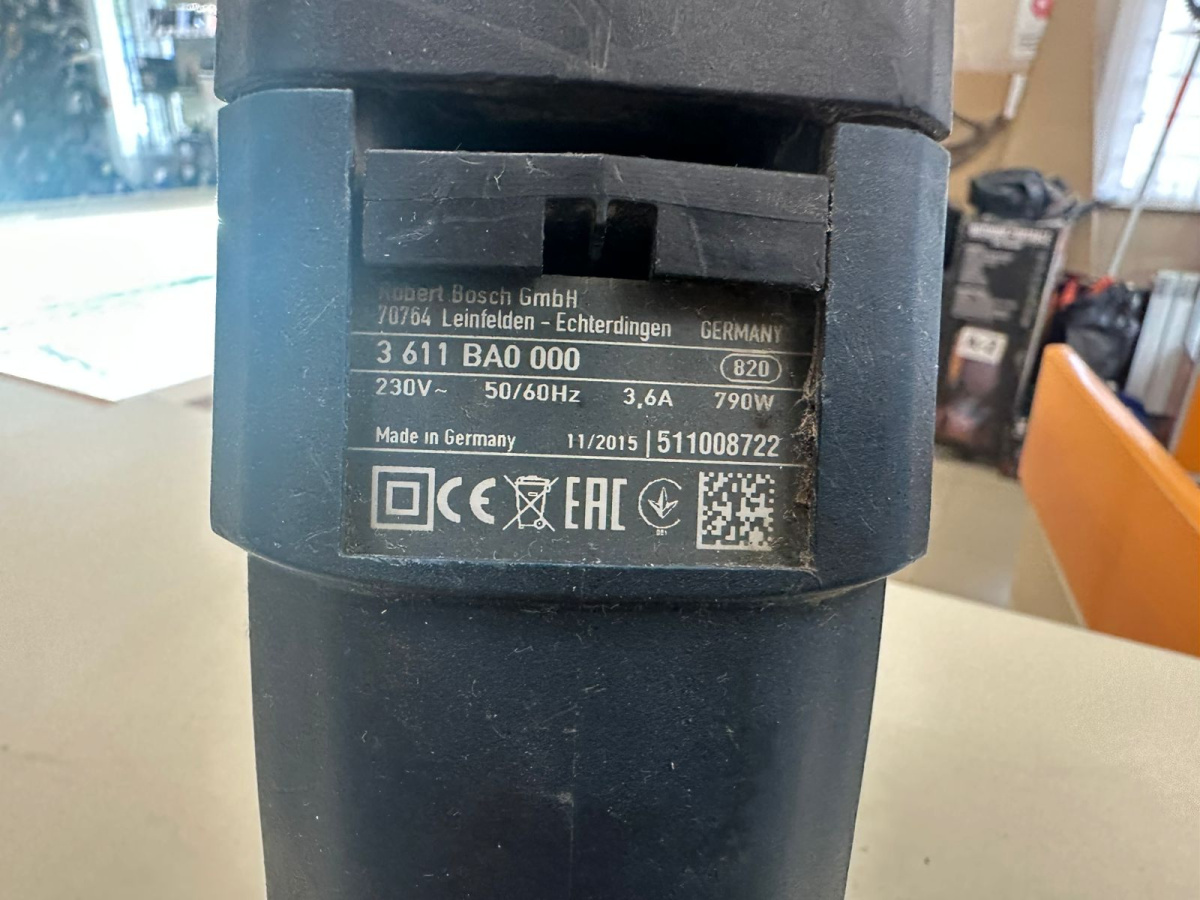 Robert Bosch GmbH
70764 Leinfelden - Echterdingen GERMANY
3 611 BA0 000 820
230V~ 50/60Hz 3,6A 790W
Made in Germany 11/2015 | 511008722
CE EAC